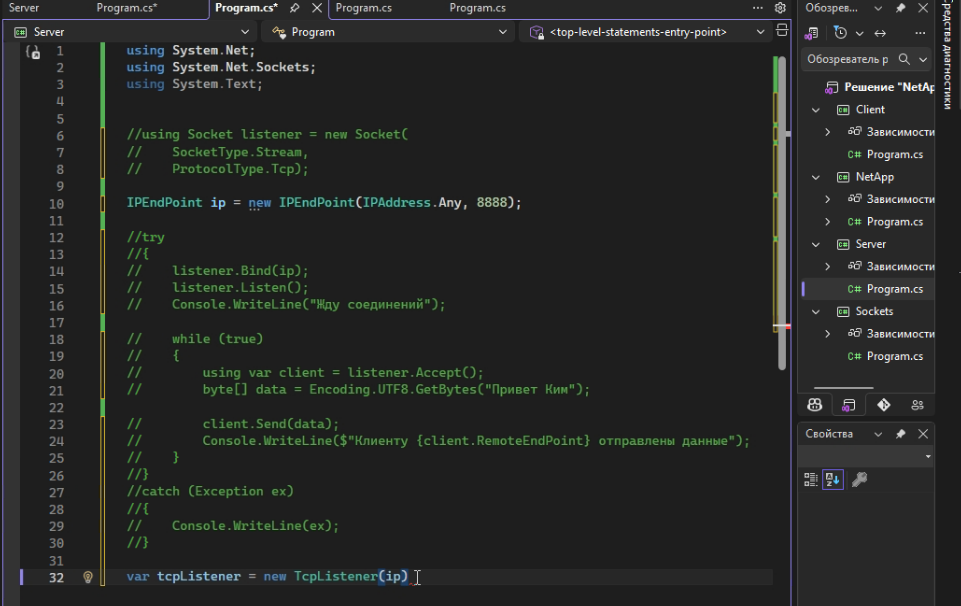 Server
Program.cs*
Program.cs*
Program.cs
Program.cs
Server
Program
<top-level-statements-entry-point>
1 using System.Net;
2 using System.Net.Sockets;
3 using System.Text;
4
5
6 //using Socket listener = new Socket(
7 //    SocketType.Stream,
8 //    ProtocolType.Tcp);
9
10 IPEndPoint ip = new IPEndPoint(IPAddress.Any, 8888);
11
12 //try
13 //{
14 //    listener.Bind(ip);
15 //    listener.Listen();
16 //    Console.WriteLine("Жду соединений");
17
18 //    while (true)
19 //    {
20 //        using var client = listener.Accept();
21 //        byte[] data = Encoding.UTF8.GetBytes("Привет Ким");
22
23 //        client.Send(data);
24 //        Console.WriteLine($"Клиенту {client.RemoteEndPoint} отправлены данные");
25 //    }
26 //}
27 //catch (Exception ex)
28 //{
29 //    Console.WriteLine(ex);
30 //}
31
32 var tcpListener = new TcpListener(ip)
Обозрев...
Обозреватель р
Решение "NetAp
C# Client
Зависимости
C# Program.cs
C# NetApp
Зависимости
C# Program.cs
C# Server
Зависимости
C# Program.cs
C# Sockets
Зависимости
C# Program.cs
Свойства
редства диагностики